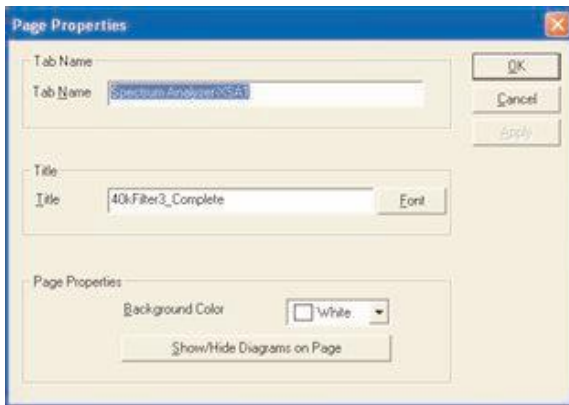 Page Properties
Tab Name
Tab Name Spectrum Analyzer-XSA1
OK
Cancel
Apply
Title
Title 40kFilter3_Complete Font
Page Properties
Background Color White
Show/Hide Diagrams on Page